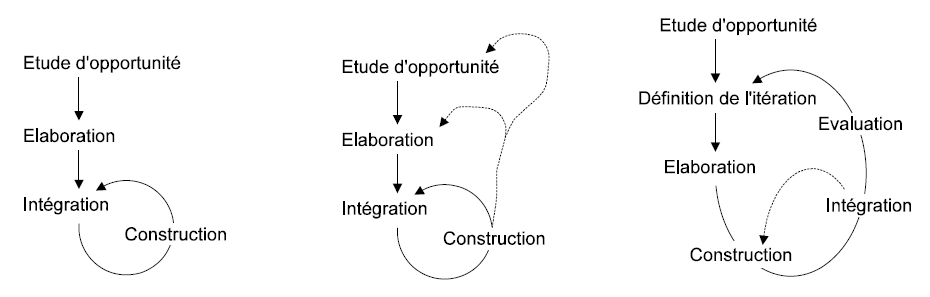 Etude d'opportunité
Elaboration
Intégration
Construction
Etude d'opportunité
Elaboration
Intégration
Construction
Etude d'opportunité
Définition de l'itération
Evaluation
Elaboration
Intégration
Construction